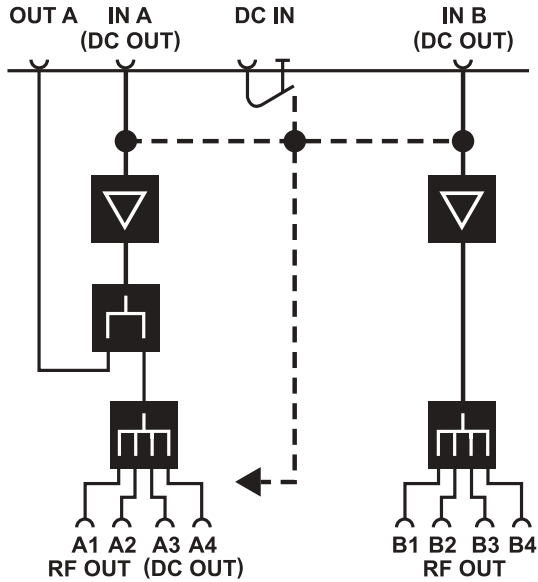 OUT A IN A DC IN IN B
(DC OUT) (DC OUT)
A1 A2 A3 A4 B1 B2 B3 B4
RF OUT (DC OUT) RF OUT